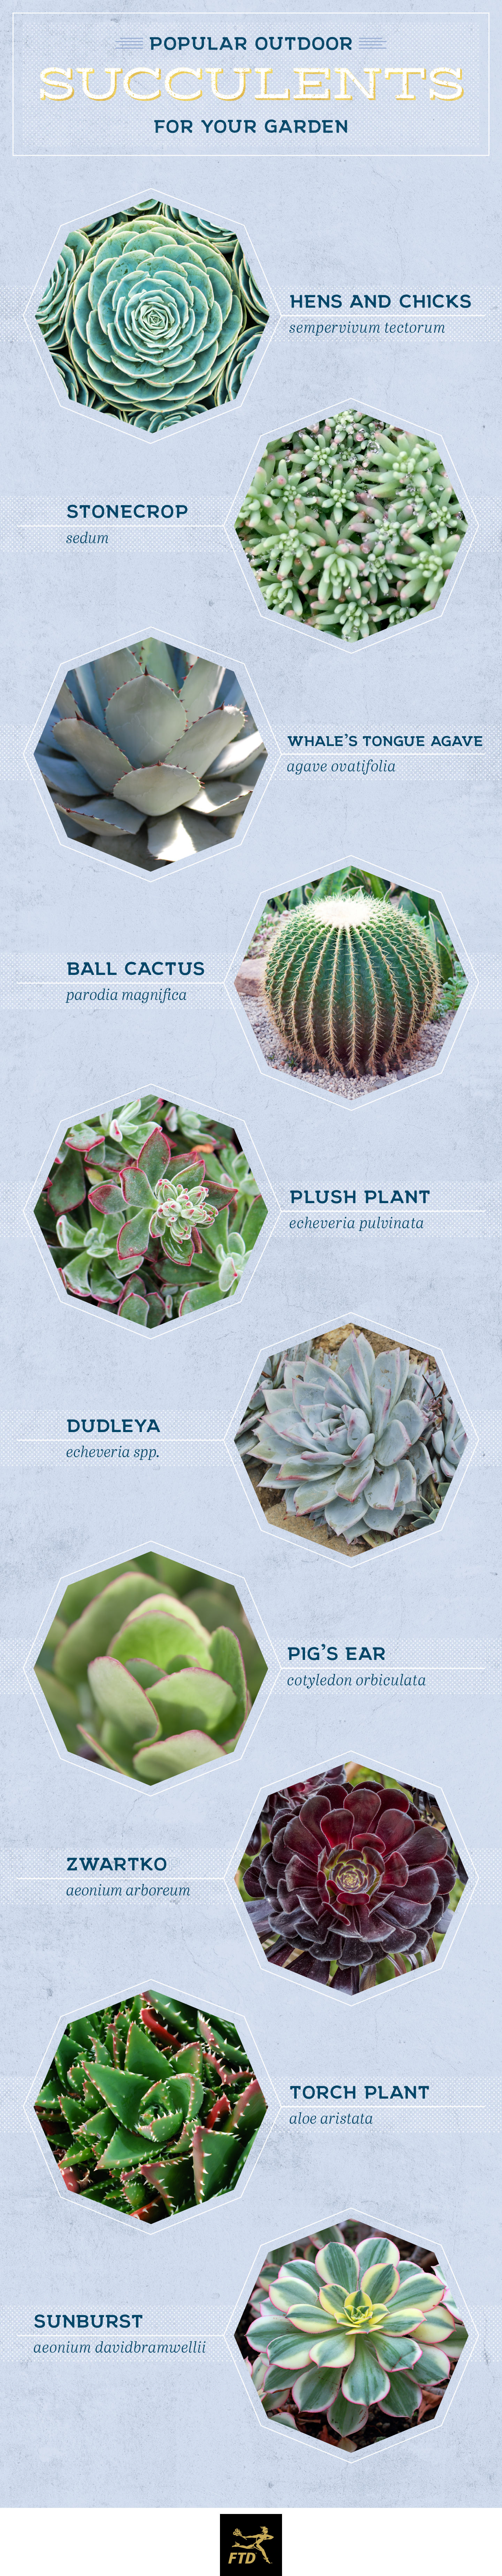 POPULAR OUTDOOR
SUCCULENTS
FOR YOUR GARDEN
HENS AND CHICKS
sempervivum tectorum
STONECROP
sedum
WHALE'S TONGUE AGAVE
agave ovatifolia
BALL CACTUS
parodia magnifica
PLUSH PLANT
echeveria pulvinata
DUDLEYA
echeveria spp.
PIG'S EAR
cotyledon orbiculata
ZWARTKO
aeonium arboreum
TORCH PLANT
aloe aristata
SUNBURST
aeonium davidbramwellii
FTD